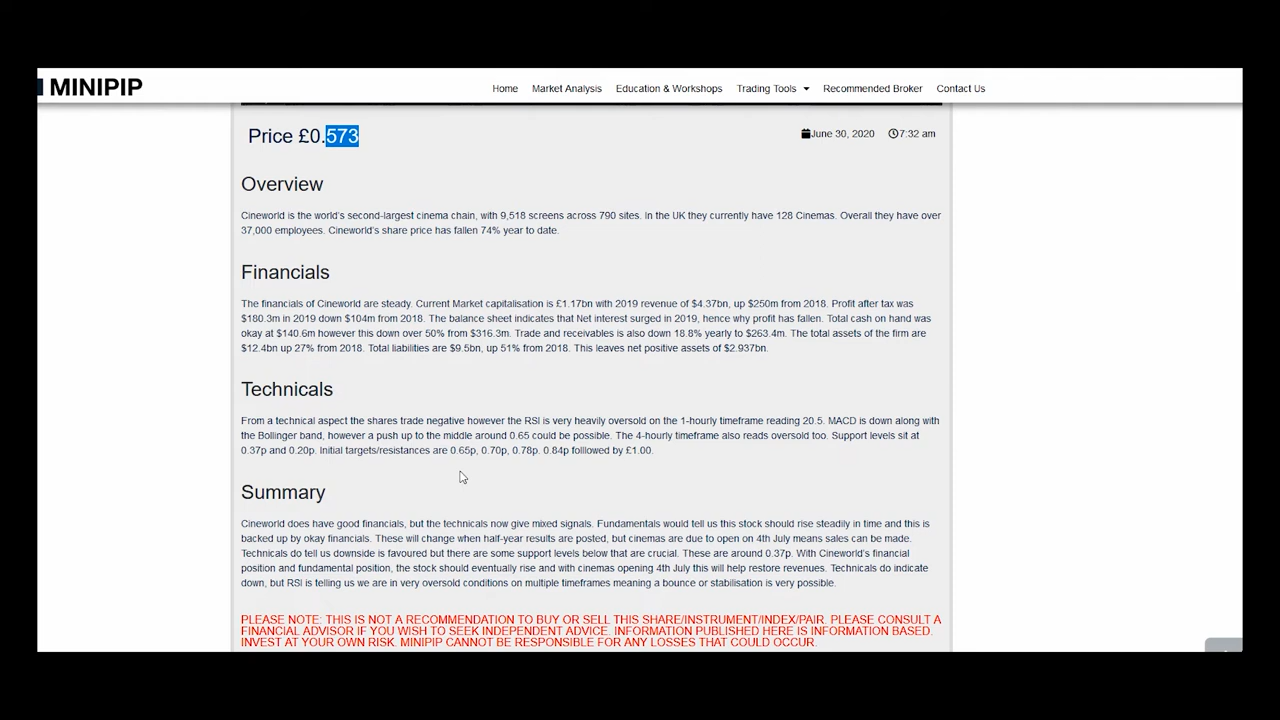 MINIPIP
Home Market Analysis Education & Workshops Trading Tools Recommended Broker Contact Us
Price £0.573
June 30, 2020 7:32 am
Overview
Cineworld is the world's second-largest cinema chain, with 9,518 screens across 790 sites. In the UK they currently have 128 Cinemas. Overall they have over
37,000 employees. Cineworld's share price has fallen 74% year to date.
Financials
The financials of Cineworld are steady. Current Market capitalisation is £1.17bn with 2019 revenue of $4.37bn, up $250m from 2018. Profit after tax was
$180.3m in 2019 down $104m from 2018. The balance sheet indicates that Net interest surged in 2019, hence why profit has fallen. Total cash on hand was
okay at $140.6m however this down over 50% from $316.3m. Trade and receivables is also down 18.8% yearly to $263.4m. The total assets of the firm are
$12.4bn up 27% from 2018. Total liabilities are $9.5bn, up 51% from 2018. This leaves net positive assets of $2.937bn.
Technicals
From a technical aspect the shares trade negative however the RSI is very heavily oversold on the 1-hourly timeframe reading 20.5. MACD is down along with
the Bollinger band, however a push up to the middle around 0.65 could be possible. The 4-hourly timeframe also reads oversold too. Support levels sit at
0.37p and 0.20p. Initial targets/resistances are 0.65p, 0.70p, 0.78p. 0.84p folllowed by £1.00.
Summary
Cineworld does have good financials, but the technicals now give mixed signals. Fundamentals would tell us this stock should rise steadily in time and this is
backed up by okay financials. These will change when half-year results are posted, but cinemas are due to open on 4th July means sales can be made.
Technicals do tell us downside is favoured but there are some support levels below that are crucial. These are around 0.37p. With Cineworld's financial
position and fundamental position, the stock should eventually rise and with cinemas opening 4th July this will help restore revenues. Technicals do indicate
down, but RSI is telling us we are in very oversold conditions on multiple timeframes meaning a bounce or stabilisation is very possible.
PLEASE NOTE: THIS IS NOT A RECOMMENDATION TO BUY OR SELL THIS SHARE/INSTRUMENT/INDEX/PAIR. PLEASE CONSULT A
FINANCIAL ADVISOR IF YOU WISH TO SEEK INDEPENDENT ADVICE. INFORMATION PUBLISHED HERE IS INFORMATION BASED.
INVEST AT YOUR OWN RISK. MINIPIP CANNOT BE RESPONSIBLE FOR ANY LOSSES THAT COULD OCCUR.